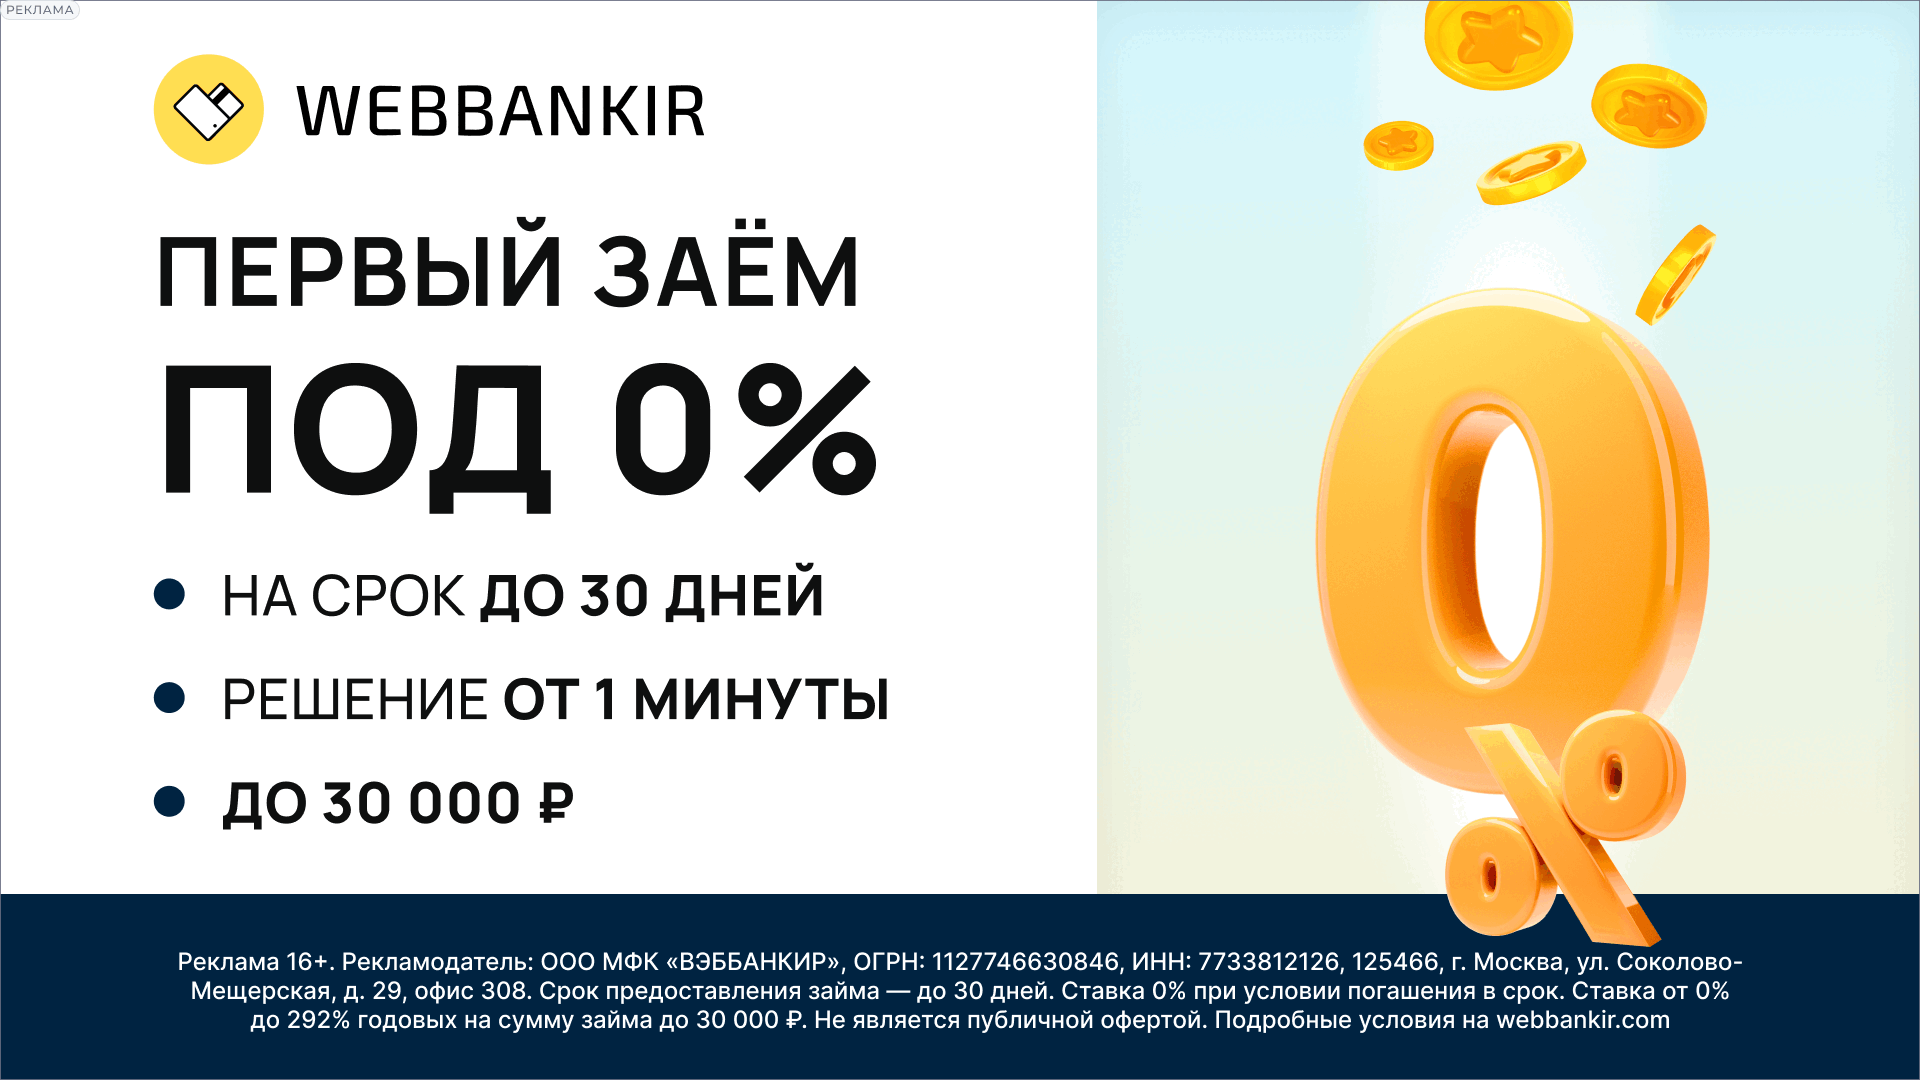 РЕКЛАМА
WEBBANKIR
ПЕРВЫЙ ЗАЁМ
ПОД 0%
НА СРОК ДО 30 ДНЕЙ
РЕШЕНИЕ ОТ 1 МИНУТЫ
ДО 30 000 ₽
0%
Реклама 16+. Рекламодатель: ООО МФК «ВЭББАНКИР», ОГРН: 1127746630846, ИНН: 7733812126, 125466, г. Москва, ул. Соколово-
Мещерская, д. 29, офис 308. Срок предоставления займа — до 30 дней. Ставка 0% при условии погашения в срок. Ставка от 0%
до 292% годовых на сумму займа до 30 000 ₽. Не является публичной офертой. Подробные условия на webbankir.com